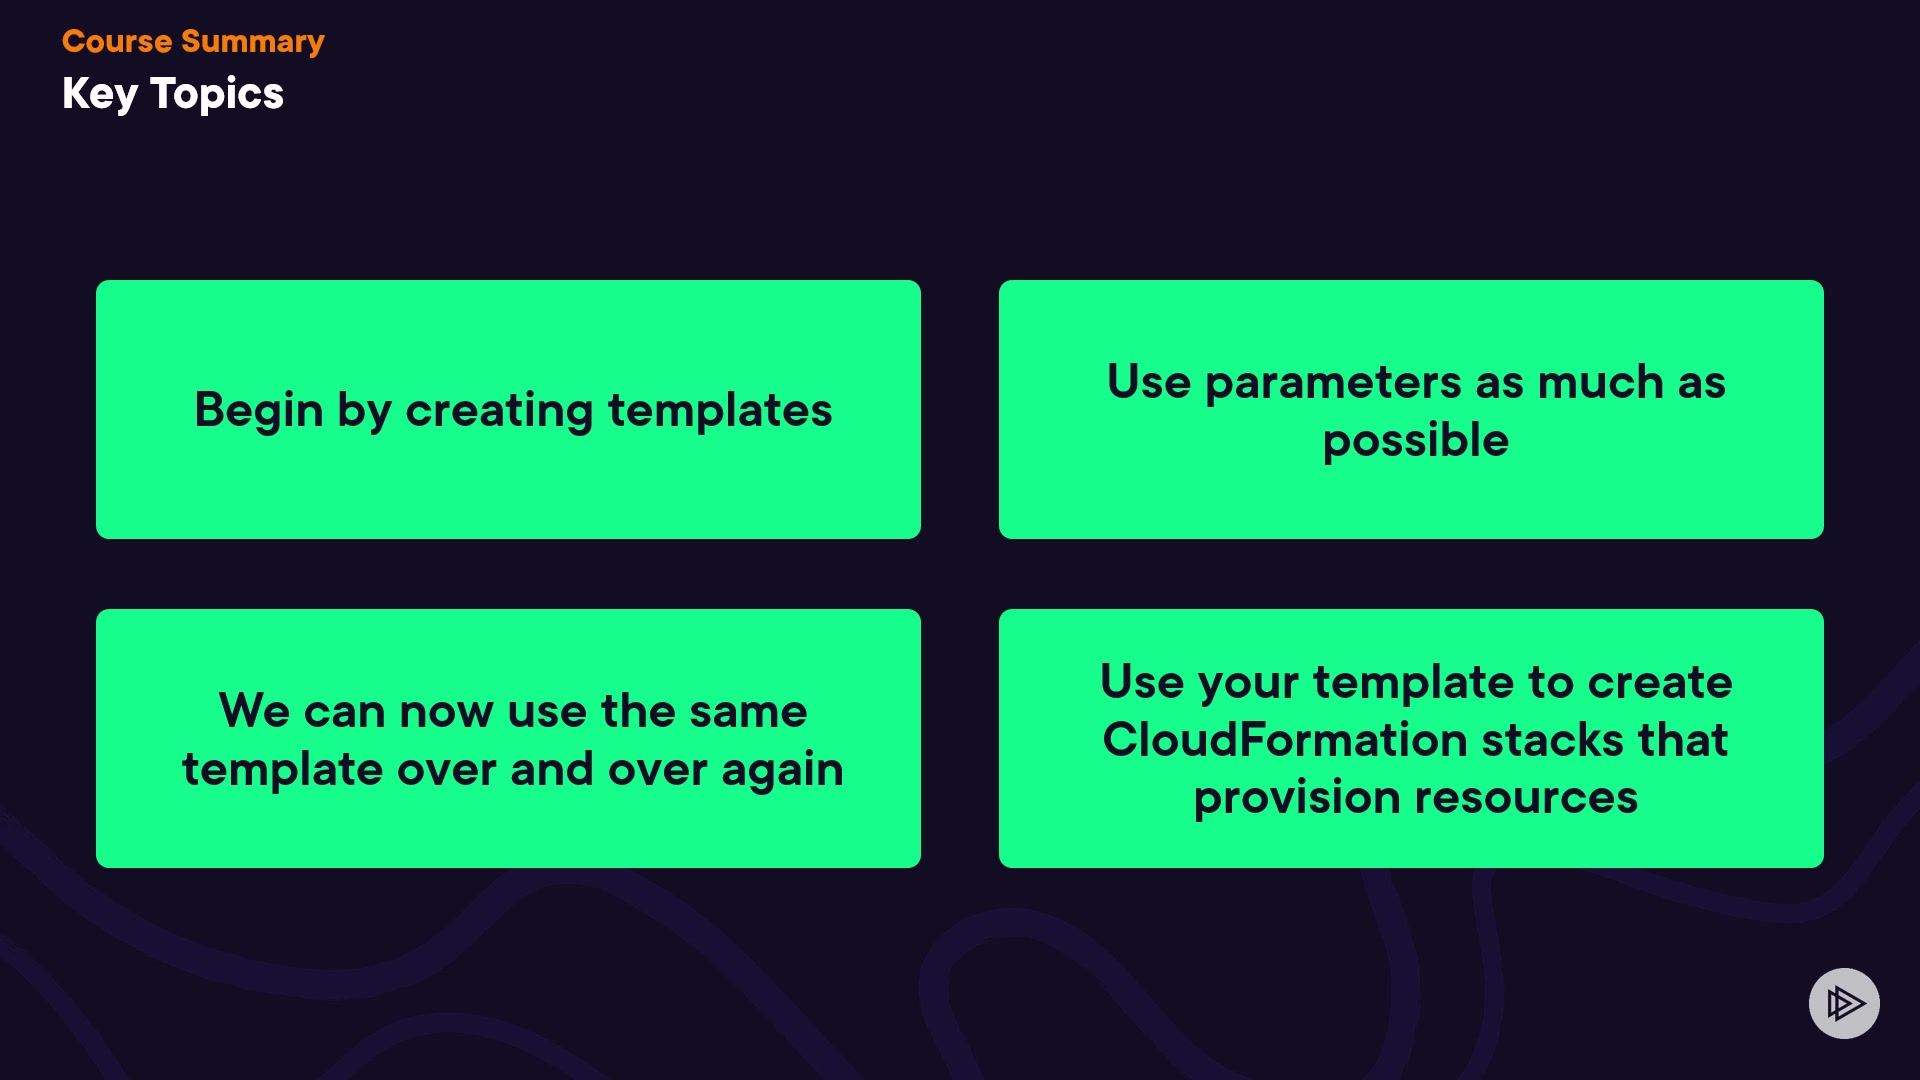 Course Summary
Key Topics
Begin by creating templates
Use parameters as much as
possible
We can now use the same
template over and over again
Use your template to create
CloudFormation stacks that
provision resources